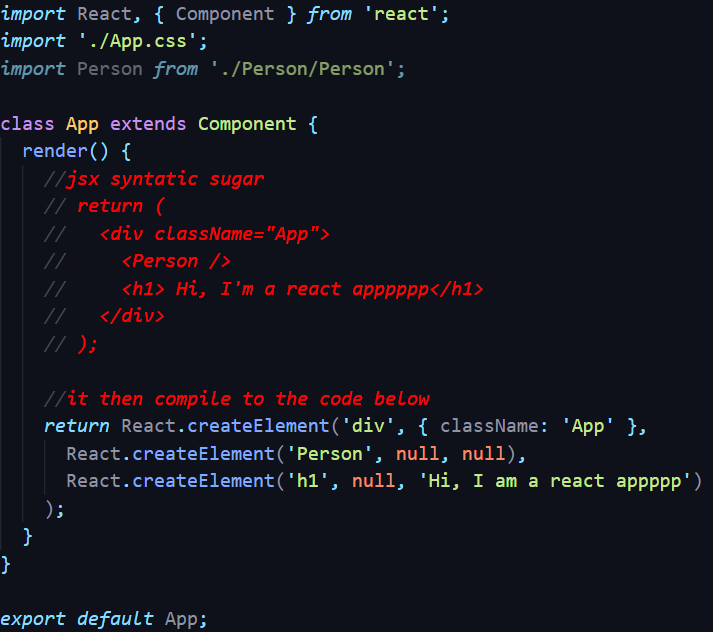 import React, { Component } from 'react';
import './App.css';
import Person from './Person/Person';

class App extends Component {
  render() {
    //jsx syntatic sugar
    // return (
    //   <div className="App">
    //     <Person />
    //     <h1> Hi, I'm a react apppppp</h1>
    //   </div>
    // );

    //it then compile to the code below
    return React.createElement('div', { className: 'App' },
      React.createElement('Person', null, null),
      React.createElement('h1', null, 'Hi, I am a react appppp')
    );
  }
}

export default App;